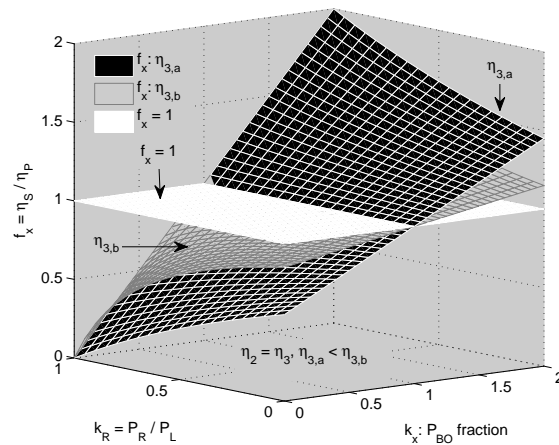 2
f_x: η_3,a
f_x: η_3,b
f_x = 1
η_3,a
1.5
f_x = 1
1
f_x = η_S / η_P
η_3,b
0.5
η_2 = η_3, η_3,a < η_3,b
0
1
0.5
0
0
0.5
1
1.5
2
k_R = P_R / P_L
k_x: P_BO fraction